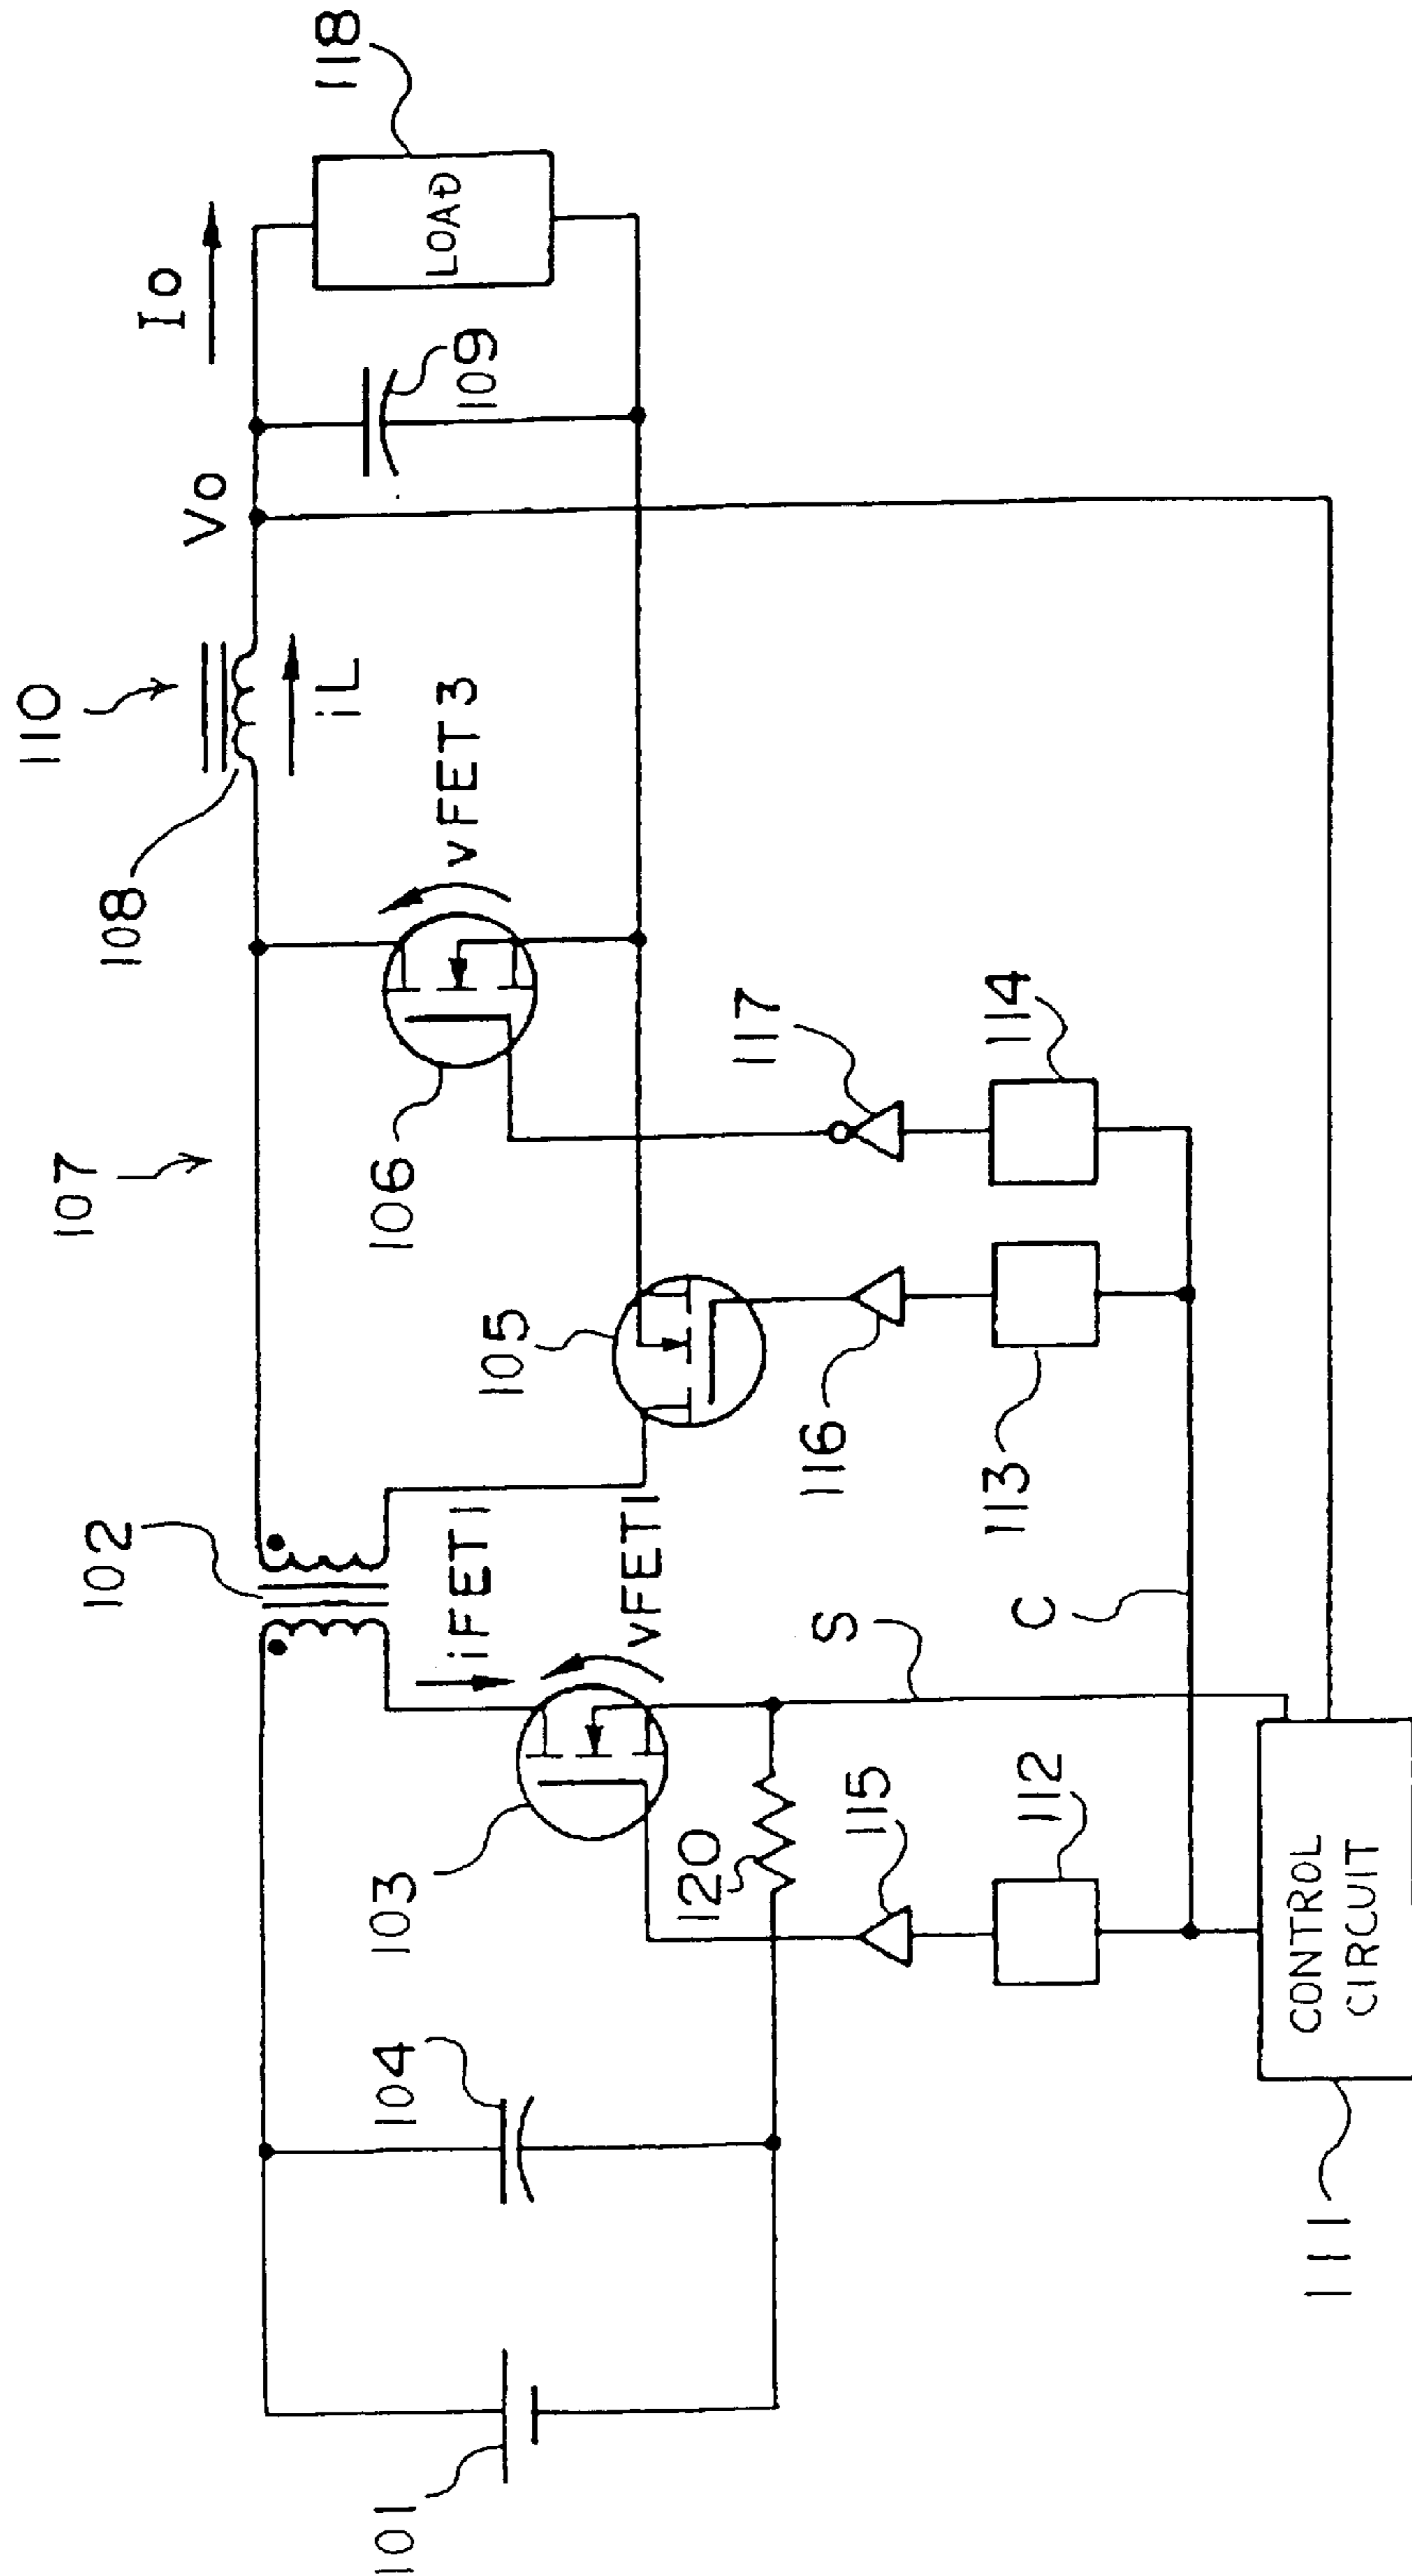 110
118
Io
Vo
107
108
iL
109
LOAD
102
106
vFET3
105
iFET1
vFET1
117
114
116
113
103
104
101
120
S
115
112
C
CONTROL
CIRCUIT
111